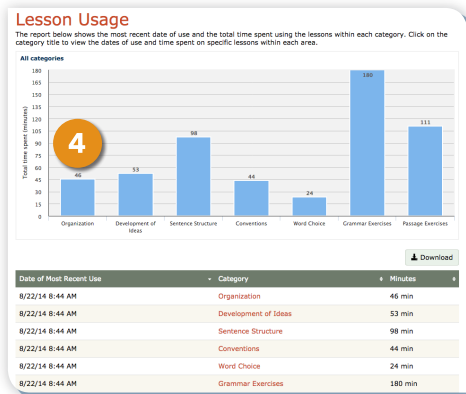 Lesson Usage
The report below shows the most recent date of use and the total time spent using the lessons within each category. Click on the
category title to view the dates of use and time spent on specific lessons within each area.
All categories
Total time spent (minutes)
180
165
150
135
120
105
90
75
60
45
30
15
0
4
46
53
98
44
24
180
111
Organization
Development of
Ideas
Sentence Structure
Conventions
Word Choice
Grammar Exercises
Passage Exercises
Download
Date of Most Recent Use Category Minutes
8/22/14 8:44 AM Organization 46 min
8/22/14 8:44 AM Development of Ideas 53 min
8/22/14 8:44 AM Sentence Structure 98 min
8/22/14 8:44 AM Conventions 44 min
8/22/14 8:44 AM Word Choice 24 min
8/22/14 8:44 AM Grammar Exercises 180 min